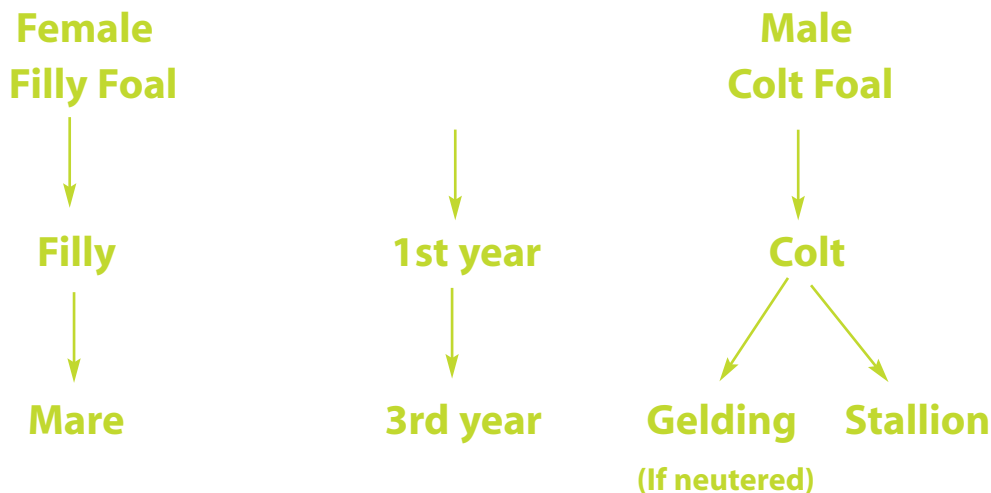 Female Male
Filly Foal Colt Foal
Filly 1st year Colt
Mare 3rd year Gelding Stallion
(If neutered)